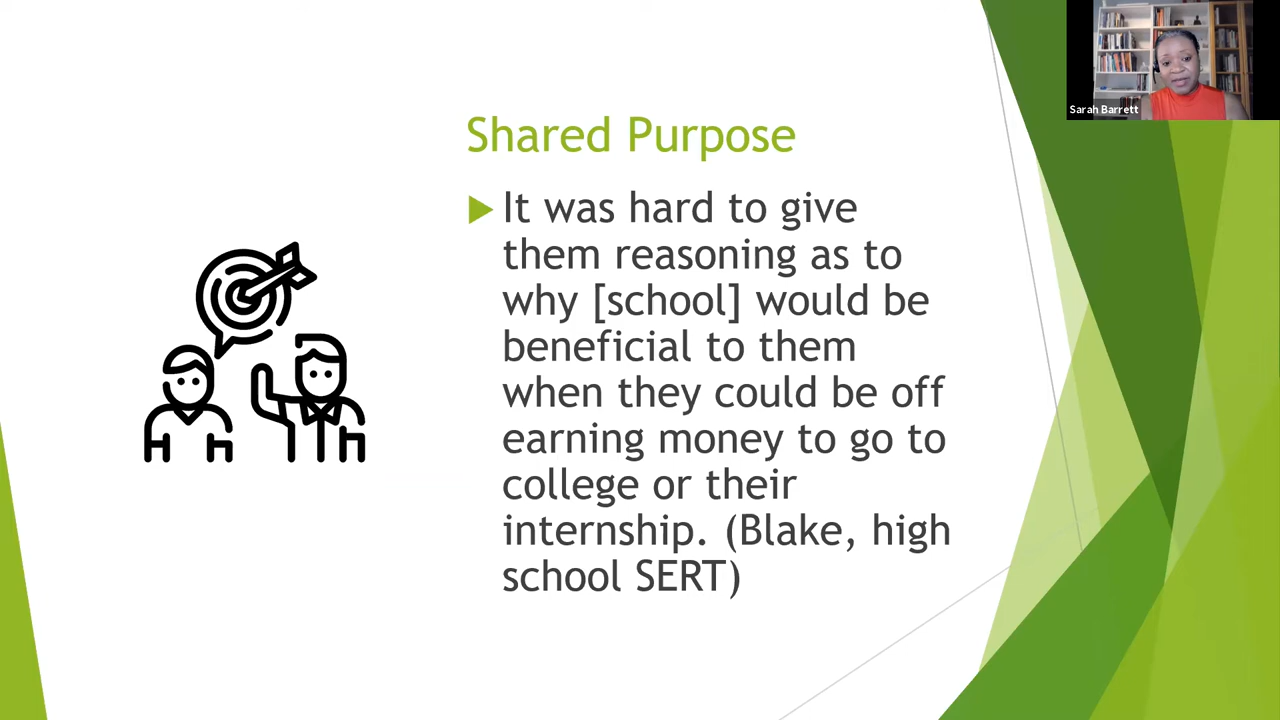 Sarah Barrett
Shared Purpose
It was hard to give
them reasoning as to
why [school] would be
beneficial to them
when they could be off
earning money to go to
college or their
internship. (Blake, high
school SERT)